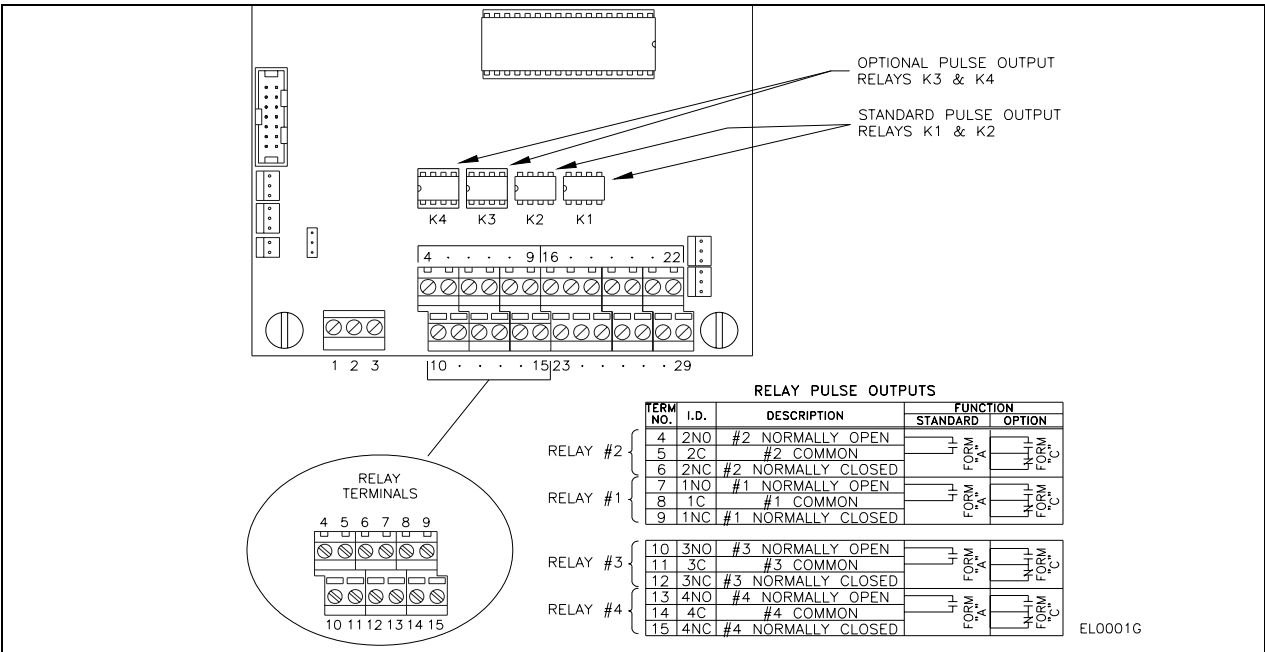 OPTIONAL PULSE OUTPUT
RELAYS K3 & K4
STANDARD PULSE OUTPUT
RELAYS K1 & K2
K4 K3 K2 K1
4 · · · · 9 16 · · · · · 22
1 2 3
10 · · · · 15 23 · · · · · 29
RELAY PULSE OUTPUTS
TERM NO. I.D. DESCRIPTION FUNCTION
STANDARD OPTION
RELAY #2
4 2NO #2 NORMALLY OPEN
5 2C #2 COMMON
6 2NC #2 NORMALLY CLOSED
FORM "A" FORM "C"
RELAY #1
7 1NO #1 NORMALLY OPEN
8 1C #1 COMMON
9 1NC #1 NORMALLY CLOSED
FORM "A" FORM "C"
RELAY #3
10 3NO #3 NORMALLY OPEN
11 3C #3 COMMON
12 3NC #3 NORMALLY CLOSED
FORM "A" FORM "C"
RELAY #4
13 4NO #4 NORMALLY OPEN
14 4C #4 COMMON
15 4NC #4 NORMALLY CLOSED
FORM "A" FORM "C"
RELAY
TERMINALS
4 5 6 7 8 9
10 11 12 13 14 15
EL0001G